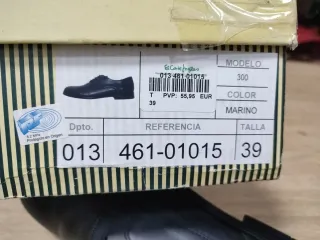 El Corte Inglés
013-461-01015
T PVP: 55,95 EUR
39
MODELO
300
COLOR
MARINO
Dpto. REFERENCIA TALLA
013 461-01015 39